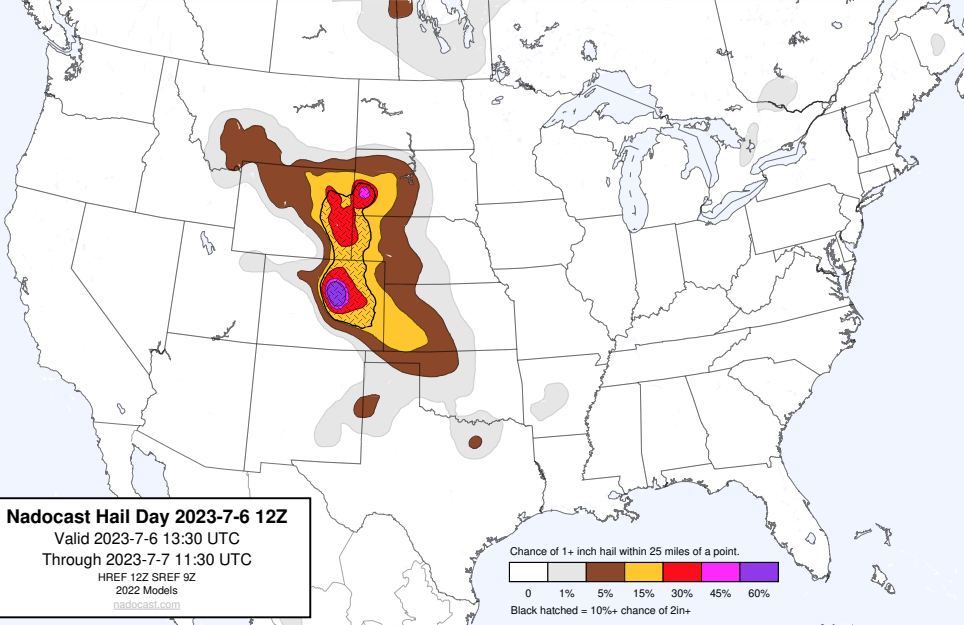 Nadocast Hail Day 2023-7-6 12Z
Valid 2023-7-6 13:30 UTC
Through 2023-7-7 11:30 UTC
HREF 12Z SREF 9Z
2022 Models
nadocast.com
Chance of 1+ inch hail within 25 miles of a point.
0 1% 5% 15% 30% 45% 60%
Black hatched = 10%+ chance of 2in+